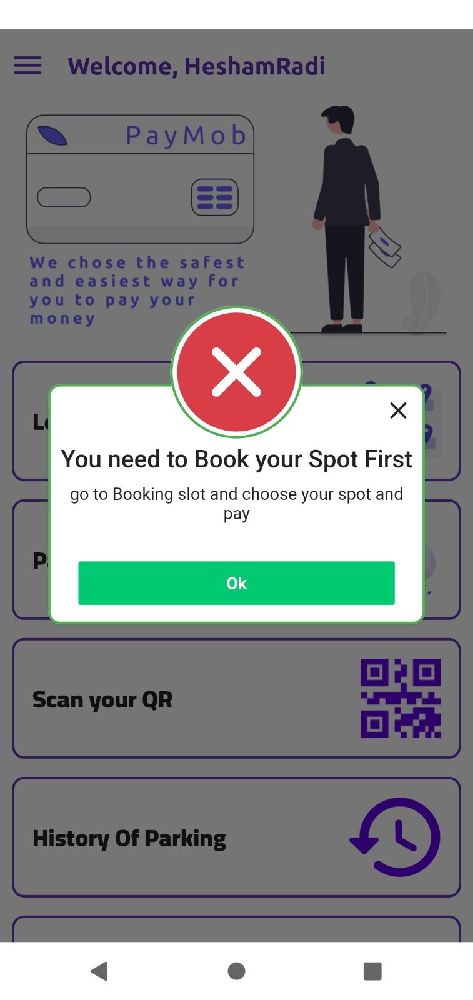 Welcome, HeshamRadi
PayMob
We chose the safest
and easiest way for
you to pay your
money
You need to Book your Spot First
go to Booking slot and choose your spot and
pay
Ok
Scan your QR
History Of Parking